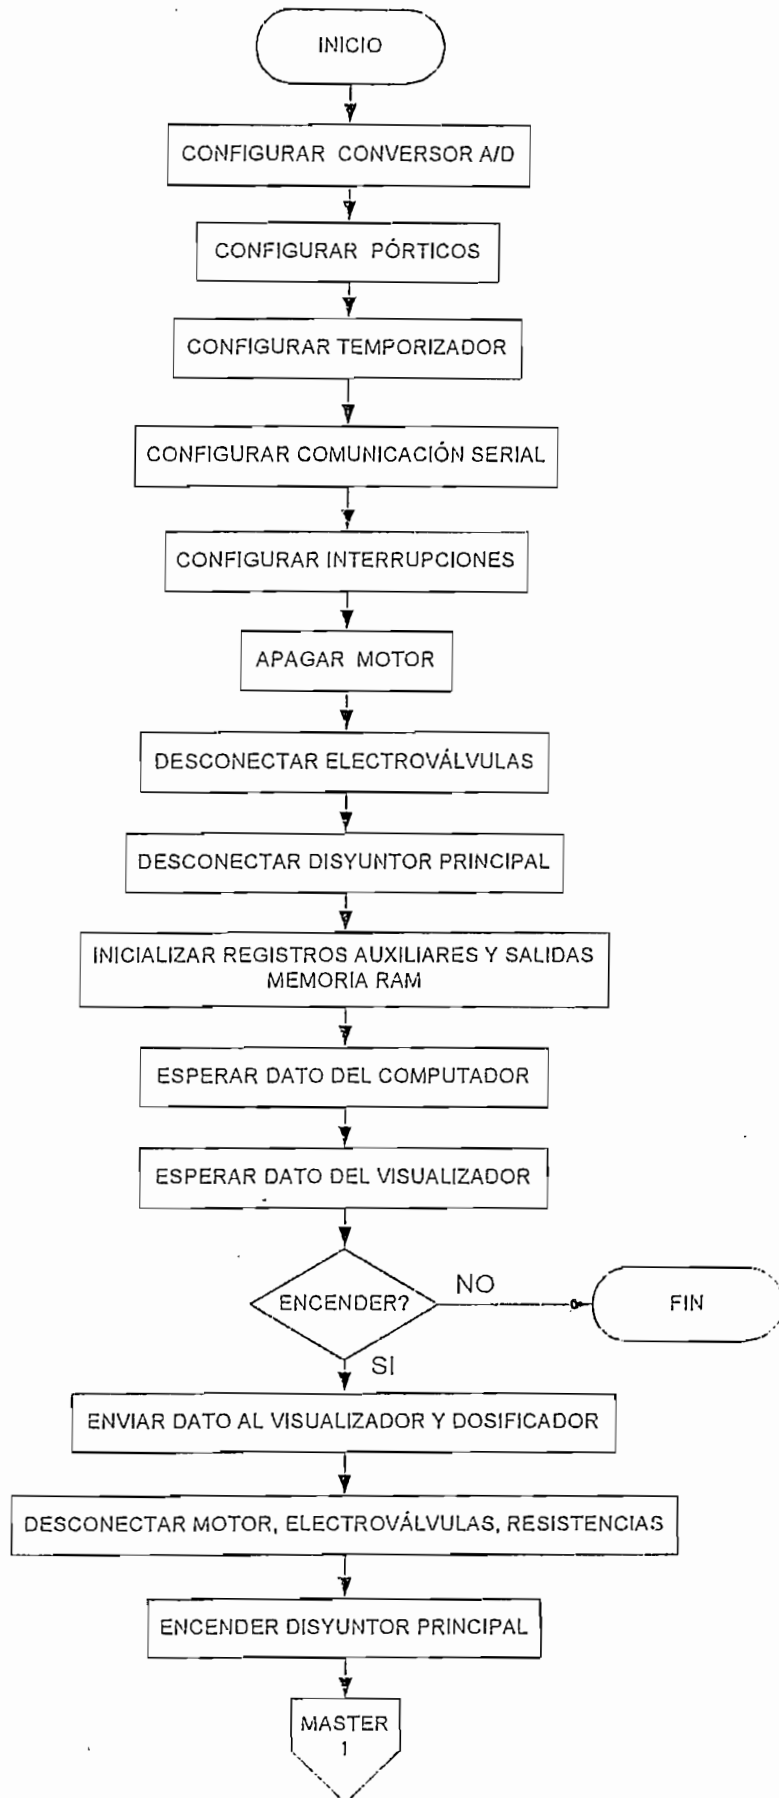 INICIO
CONFIGURAR CONVERSOR A/D
CONFIGURAR PÓRTICOS
CONFIGURAR TEMPORIZADOR
CONFIGURAR COMUNICACIÓN SERIAL
CONFIGURAR INTERRUPCIONES
APAGAR MOTOR
DESCONECTAR ELECTROVÁLVULAS
DESCONECTAR DISYUNTOR PRINCIPAL
INICIALIZAR REGISTROS AUXILIARES Y SALIDAS
MEMORIA RAM
ESPERAR DATO DEL COMPUTADOR
ESPERAR DATO DEL VISUALIZADOR
ENCENDER?
NO
FIN
SI
ENVIAR DATO AL VISUALIZADOR Y DOSIFICADOR
DESCONECTAR MOTOR, ELECTROVÁLVULAS, RESISTENCIAS
ENCENDER DISYUNTOR PRINCIPAL
MASTER
1